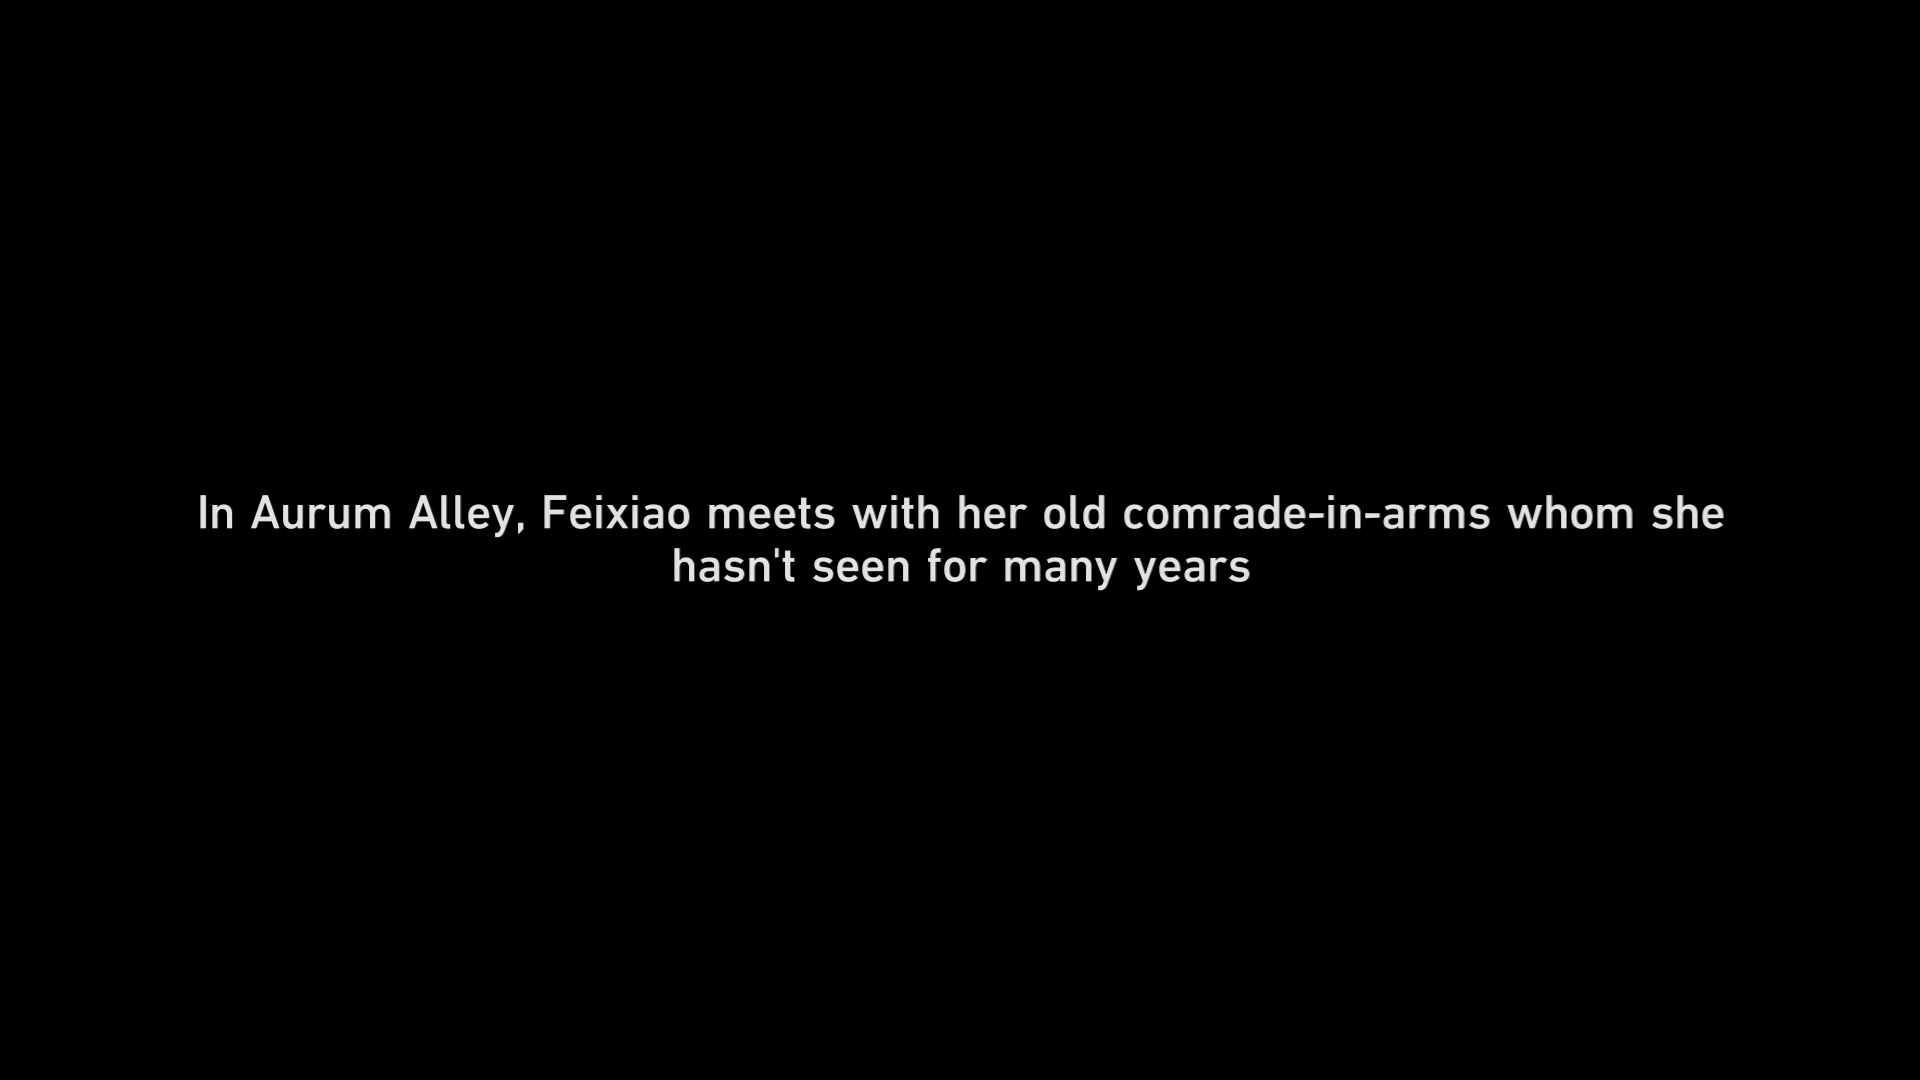 In Aurum Alley, Feixiao meets with her old comrade-in-arms whom she
hasn't seen for many years